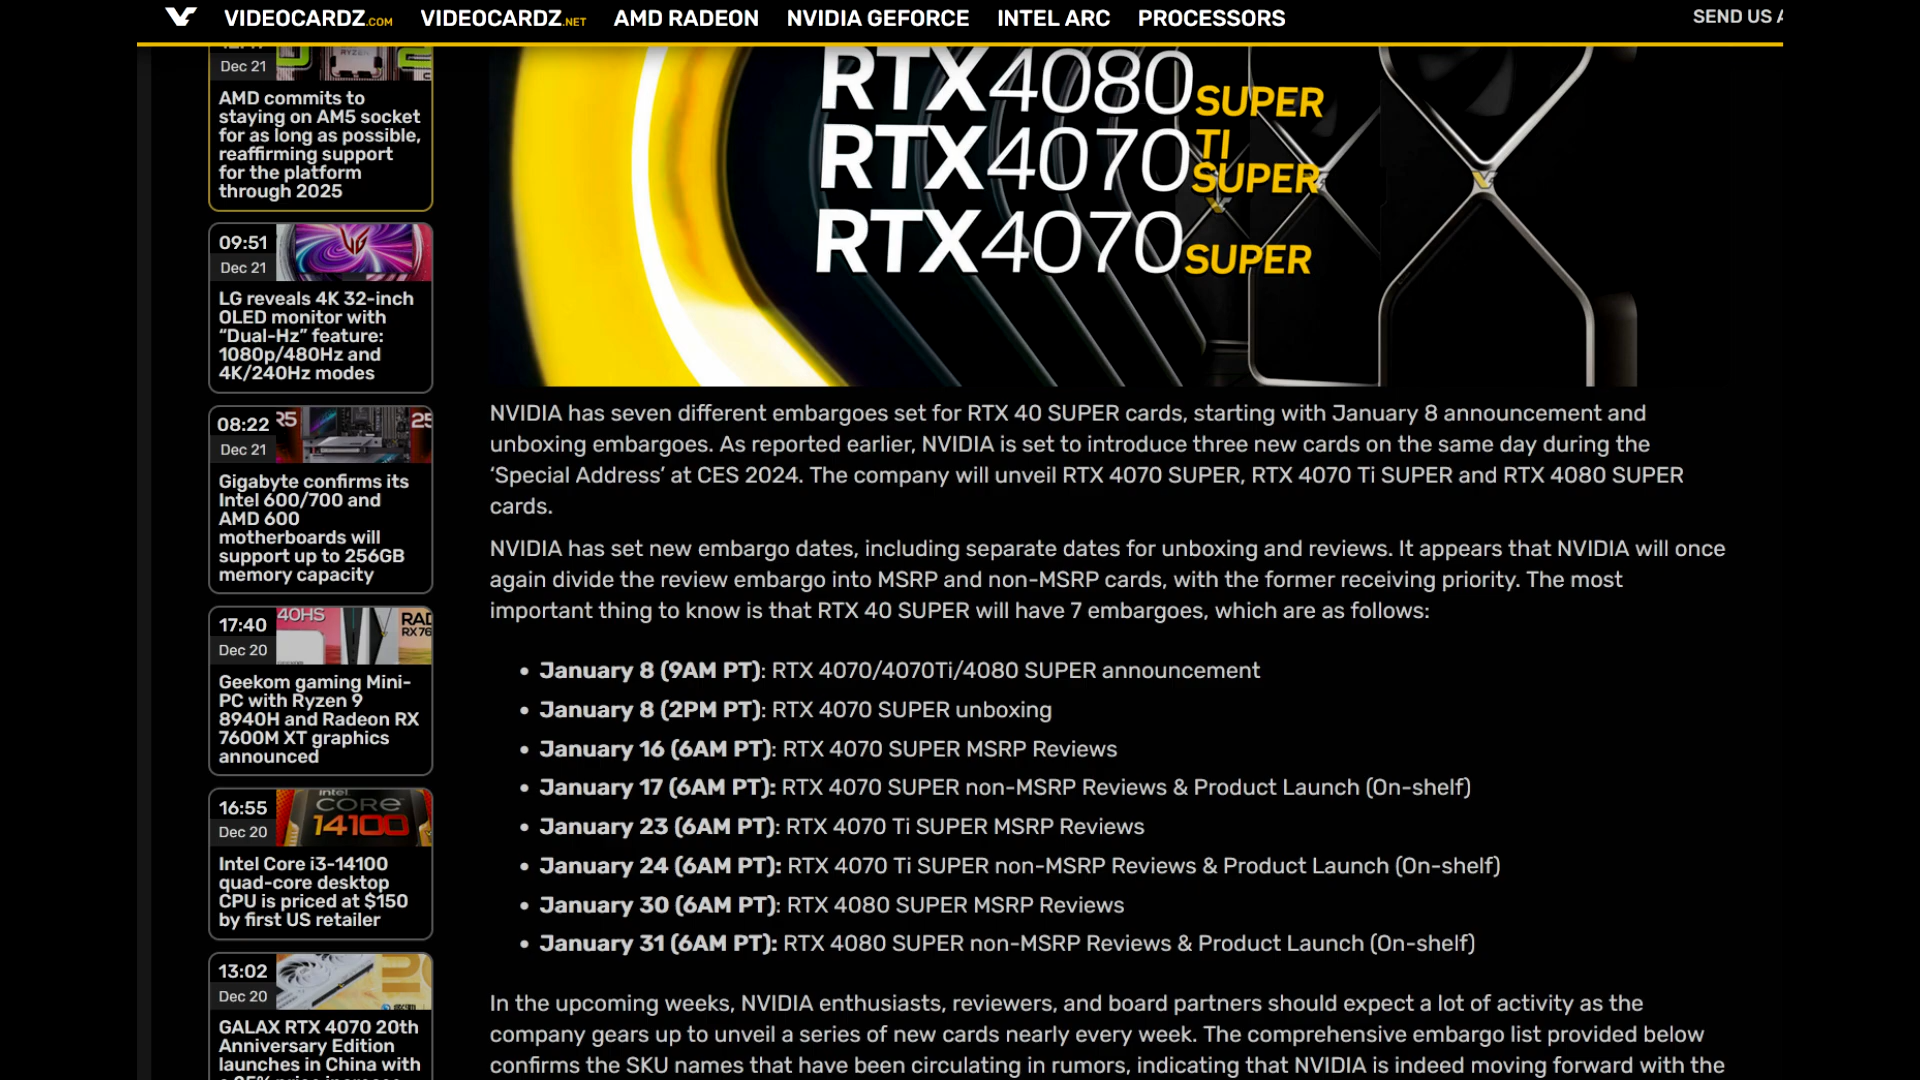 VIDEOCARDZ.COM VIDEOCARDZ.NET AMD RADEON NVIDIA GEFORCE INTEL ARC PROCESSORS SEND US
Dec 21
AMD commits to
staying on AM5 socket
for as long as possible,
reaffirming support
for the platform
through 2025
09:51
Dec 21
LG reveals 4K 32-inch
OLED monitor with
“Dual-Hz” feature:
1080p/480Hz and
4K/240Hz modes
08:22
Dec 21
Gigabyte confirms its
Intel 600/700 and
AMD 600
motherboards will
support up to 256GB
memory capacity
17:40
Dec 20
40HS
RX 76
Geekom gaming Mini-
PC with Ryzen 9
8940H and Radeon RX
7600M XT graphics
announced
16:55
Dec 20
intel.
CORE
14100
Intel Core i3-14100
quad-core desktop
CPU is priced at $150
by first US retailer
13:02
Dec 20
GALAX RTX 4070 20th
Anniversary Edition
launches in China with
RTX4080 SUPER
RTX4070 TI SUPER
RTX4070 SUPER
NVIDIA has seven different embargoes set for RTX 40 SUPER cards, starting with January 8 announcement and
unboxing embargoes. As reported earlier, NVIDIA is set to introduce three new cards on the same day during the
‘Special Address’ at CES 2024. The company will unveil RTX 4070 SUPER, RTX 4070 Ti SUPER and RTX 4080 SUPER
cards.
NVIDIA has set new embargo dates, including separate dates for unboxing and reviews. It appears that NVIDIA will once
again divide the review embargo into MSRP and non-MSRP cards, with the former receiving priority. The most
important thing to know is that RTX 40 SUPER will have 7 embargoes, which are as follows:
• January 8 (9AM PT): RTX 4070/4070Ti/4080 SUPER announcement
• January 8 (2PM PT): RTX 4070 SUPER unboxing
• January 16 (6AM PT): RTX 4070 SUPER MSRP Reviews
• January 17 (6AM PT): RTX 4070 SUPER non-MSRP Reviews & Product Launch (On-shelf)
• January 23 (6AM PT): RTX 4070 Ti SUPER MSRP Reviews
• January 24 (6AM PT): RTX 4070 Ti SUPER non-MSRP Reviews & Product Launch (On-shelf)
• January 30 (6AM PT): RTX 4080 SUPER MSRP Reviews
• January 31 (6AM PT): RTX 4080 SUPER non-MSRP Reviews & Product Launch (On-shelf)
In the upcoming weeks, NVIDIA enthusiasts, reviewers, and board partners should expect a lot of activity as the
company gears up to unveil a series of new cards nearly every week. The comprehensive embargo list provided below
confirms the SKU names that have been circulating in rumors, indicating that NVIDIA is indeed moving forward with the